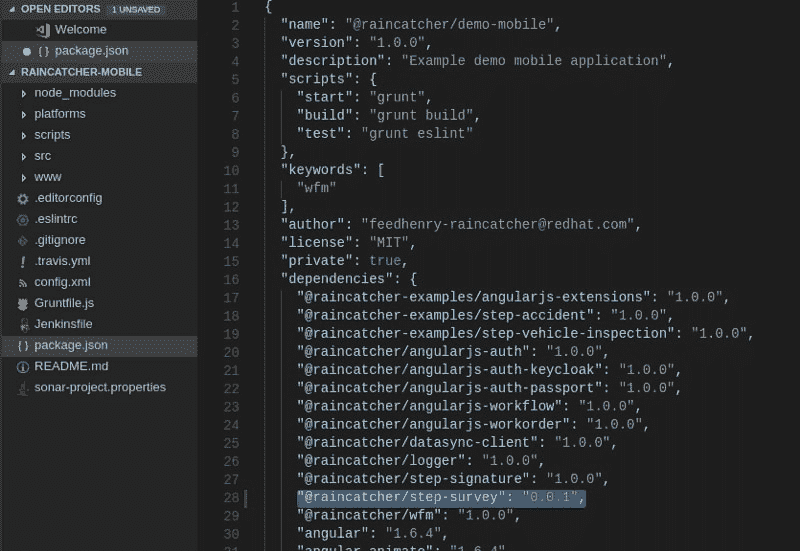 OPEN EDITORS 1 UNSAVED
Welcome
{ } package.json
RAINCATCHER-MOBILE
node_modules
platforms
scripts
src
www
.editorconfig
.eslintrc
.gitignore
.travis.yml
config.xml
Gruntfile.js
Jenkinsfile
{ } package.json
README.md
sonar-project.properties
1 {
2 "name": "@raincatcher/demo-mobile",
3 "version": "1.0.0",
4 "description": "Example demo mobile application",
5 "scripts": {
6 "start": "grunt",
7 "build": "grunt build",
8 "test": "grunt eslint"
9 },
10 "keywords": [
11 "wfm"
12 ],
13 "author": "feedhenry-raincatcher@redhat.com",
14 "license": "MIT",
15 "private": true,
16 "dependencies": {
17 "@raincatcher-examples/angularjs-extensions": "1.0.0",
18 "@raincatcher-examples/step-accident": "1.0.0",
19 "@raincatcher-examples/step-vehicle-inspection": "1.0.0",
20 "@raincatcher/angularjs-auth": "1.0.0",
21 "@raincatcher/angularjs-auth-keycloak": "1.0.0",
22 "@raincatcher/angularjs-auth-passport": "1.0.0",
23 "@raincatcher/angularjs-workflow": "1.0.0",
24 "@raincatcher/angularjs-workorder": "1.0.0",
25 "@raincatcher/datasync-client": "1.0.0",
26 "@raincatcher/logger": "1.0.0",
27 "@raincatcher/step-signature": "1.0.0",
28 "@raincatcher/step-survey": "0.0.1",
29 "@raincatcher/wfm": "1.0.0",
30 "angular": "1.6.4",
31 "angular-animate": "1.6.4",